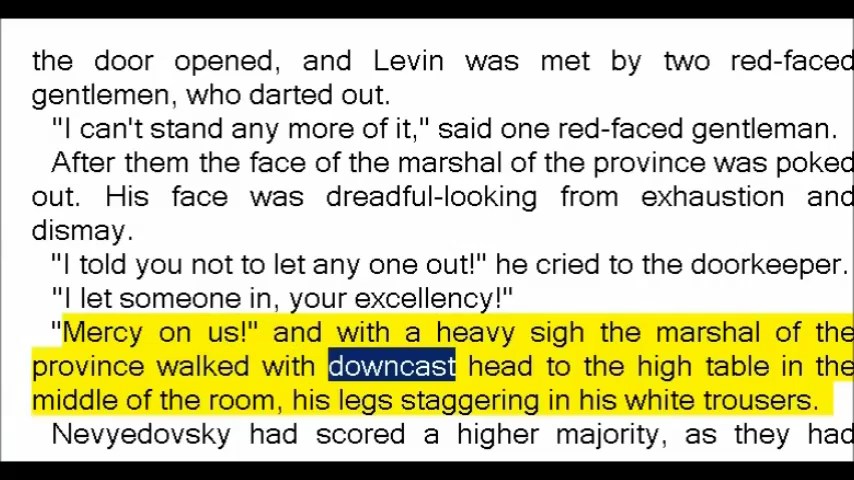 the door opened, and Levin was met by two red-faced
gentlemen, who darted out.
"I can't stand any more of it," said one red-faced gentleman.
After them the face of the marshal of the province was poked
out. His face was dreadful-looking from exhaustion and
dismay.
"I told you not to let any one out!" he cried to the doorkeeper.
"I let someone in, your excellency!"
"Mercy on us!" and with a heavy sigh the marshal of the
province walked with downcast head to the high table in the
middle of the room, his legs staggering in his white trousers.
Nevyedovsky had scored a higher majority, as they had